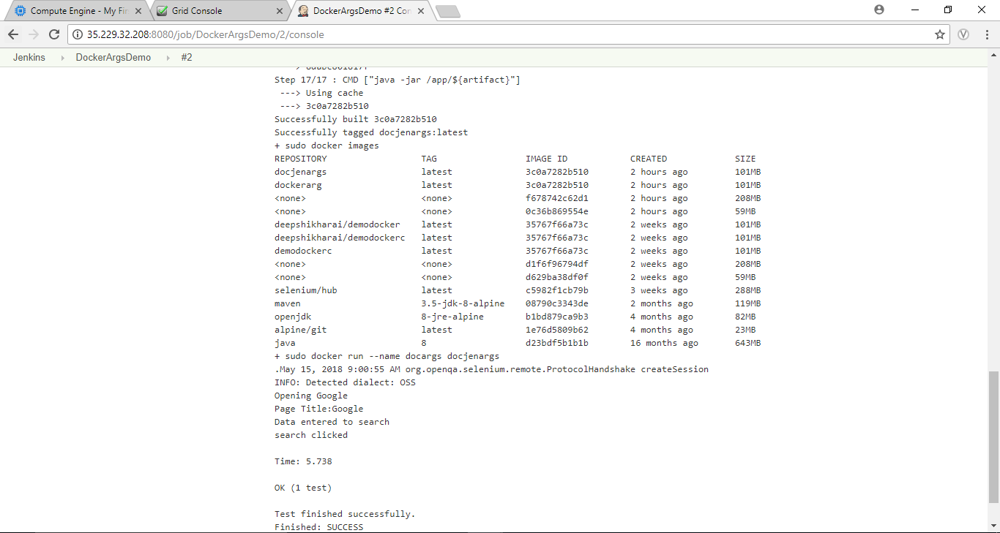 Compute Engine - My Fir
Grid Console
DockerArgsDemo #2 Con
35.229.32.208:8080/job/DockerArgsDemo/2/console
Jenkins
DockerArgsDemo
#2
Step 17/17 : CMD ["java -jar /app/${artifact}"]
---> Using cache
---> 3c0a7282b510
Successfully built 3c0a7282b510
Successfully tagged docjenargs:latest
+ sudo docker images
REPOSITORY TAG IMAGE ID CREATED SIZE
docjenargs latest 3c0a7282b510 2 hours ago 101MB
dockerarg latest 3c0a7282b510 2 hours ago 101MB
<none> <none> f678742c62d1 2 hours ago 208MB
<none> <none> 0c36b869554e 2 hours ago 59MB
deepshikharai/demodocker latest 35767f66a73c 2 weeks ago 101MB
deepshikharai/demodockerc latest 35767f66a73c 2 weeks ago 101MB
demodockerc latest 35767f66a73c 2 weeks ago 101MB
<none> <none> d1f6f96794df 2 weeks ago 208MB
<none> <none> d629ba38df0f 2 weeks ago 59MB
selenium/hub latest c5982f1cb79b 3 weeks ago 288MB
maven 3.5-jdk-8-alpine 08790c3343de 2 months ago 119MB
openjdk 8-jre-alpine b1bd879ca9b3 4 months ago 82MB
alpine/git latest 1e76d5809b62 4 months ago 23MB
java 8 d23bdf5b1b1b 16 months ago 643MB
+ sudo docker run --name docargs docjenargs
.May 15, 2018 9:00:55 AM org.openqa.selenium.remote.ProtocolHandshake createSession
INFO: Detected dialect: OSS
Opening Google
Page Title:Google
Data entered to search
search clicked
Time: 5.738
OK (1 test)
Test finished successfully.
Finished: SUCCESS